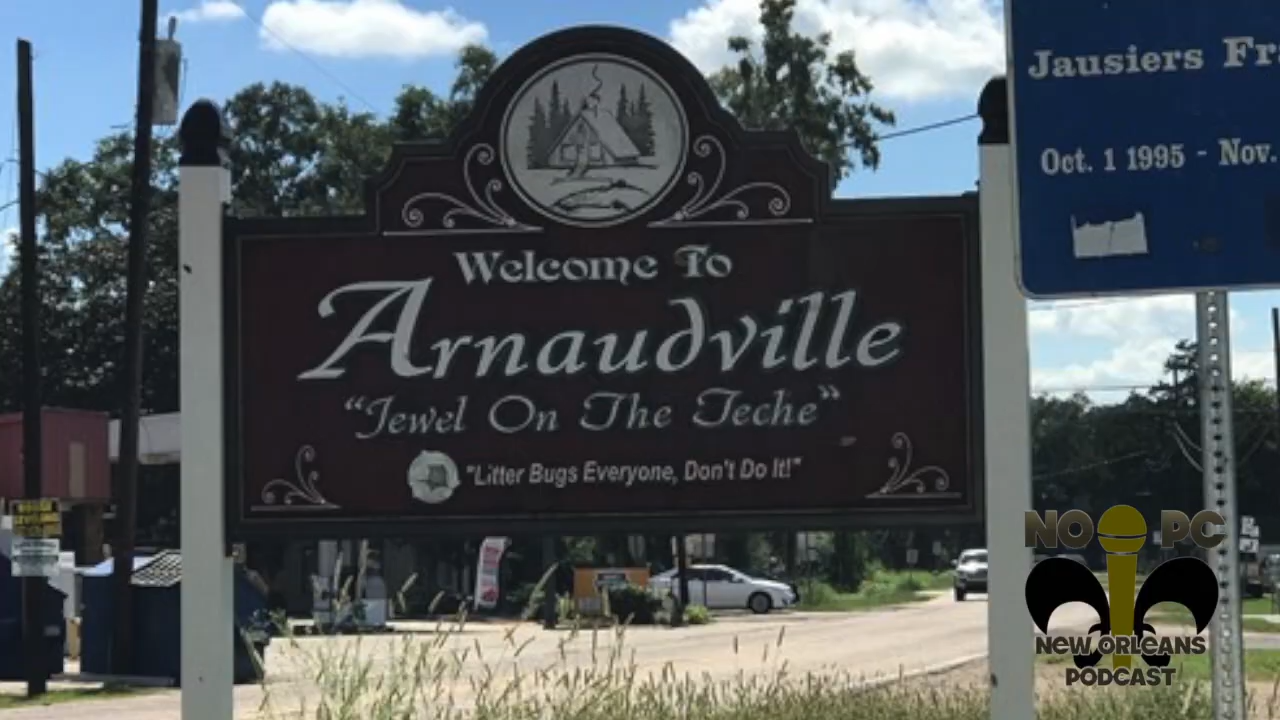 Welcome To
Arnaudville
"Jewel On The Teche"
"Litter Bugs Everyone, Don't Do It!"
Jausiers
Oct. 1 1995 - Nov.
NO PC
NEW ORLEANS
PODCAST